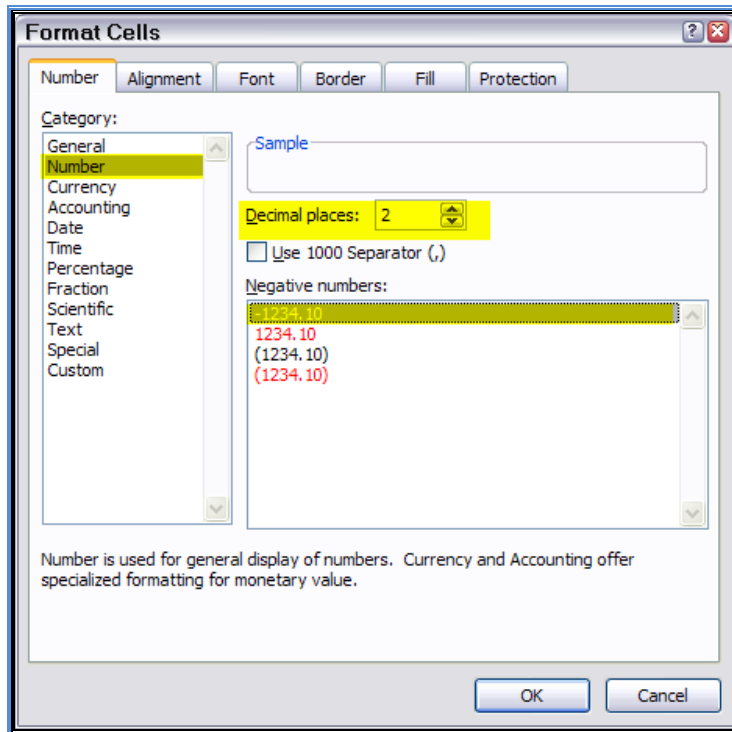 Format Cells
Number Alignment Font Border Fill Protection
Category:
General
Number
Currency
Accounting
Date
Time
Percentage
Fraction
Scientific
Text
Special
Custom
Sample
Decimal places: 2
Use 1000 Separator (,)
Negative numbers:
-1234.10
1234.10
(1234.10)
(1234.10)
Number is used for general display of numbers. Currency and Accounting offer
specialized formatting for monetary value.
OK Cancel